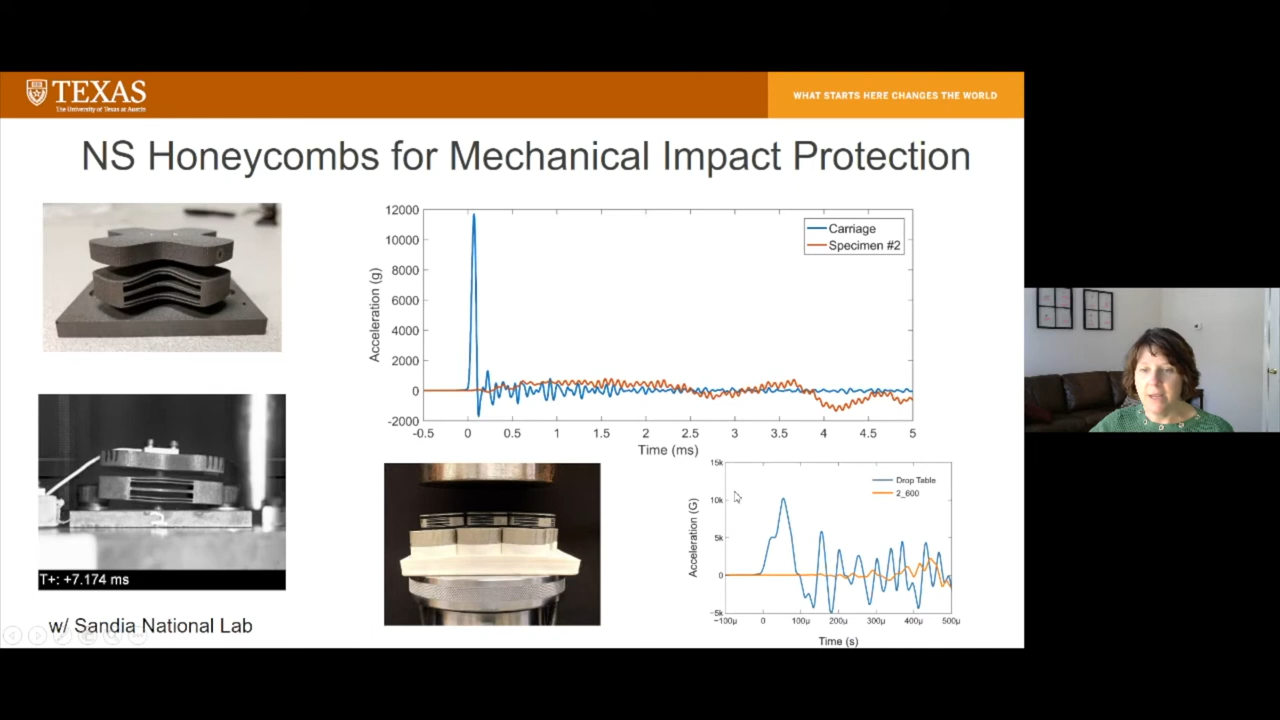 TEXAS
The University of Texas at Austin
WHAT STARTS HERE CHANGES THE WORLD
NS Honeycombs for Mechanical Impact Protection
12000
10000
8000
6000
4000
2000
0
-2000
Acceleration (g)
-0.5 0 0.5 1 1.5 2 2.5 3 3.5 4 4.5 5
Time (ms)
Carriage
Specimen #2
T+: +7.174 ms
w/ Sandia National Lab
15k
10k
5k
0
−5k
Acceleration (G)
−100μ 0 100μ 200μ 300μ 400μ 500μ
Time (s)
Drop Table
2_600